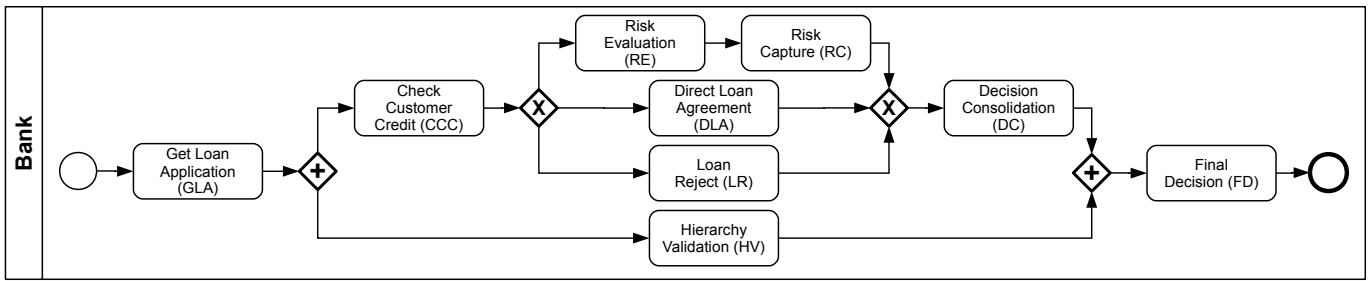 Bank
Get Loan
Application
(GLA)
Check
Customer
Credit (CCC)
X
Risk
Evaluation
(RE)
Risk
Capture (RC)
Direct Loan
Agreement
(DLA)
Loan
Reject (LR)
Hierarchy
Validation (HV)
X
Decision
Consolidation
(DC)
Final
Decision (FD)